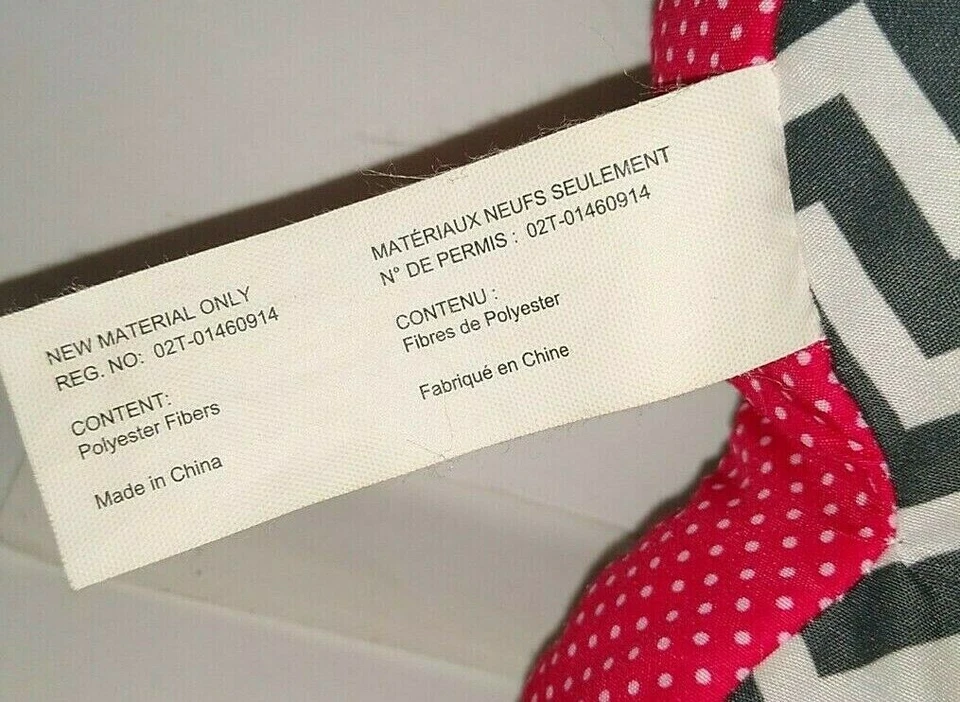 NEW MATERIAL ONLY
REG. NO: 02T-01460914
CONTENT:
Polyester Fibers
Made in China
MATÉRIAUX NEUFS SEULEMENT
N° DE PERMIS : 02T-01460914
CONTENU :
Fibres de Polyester
Fabriqué en Chine